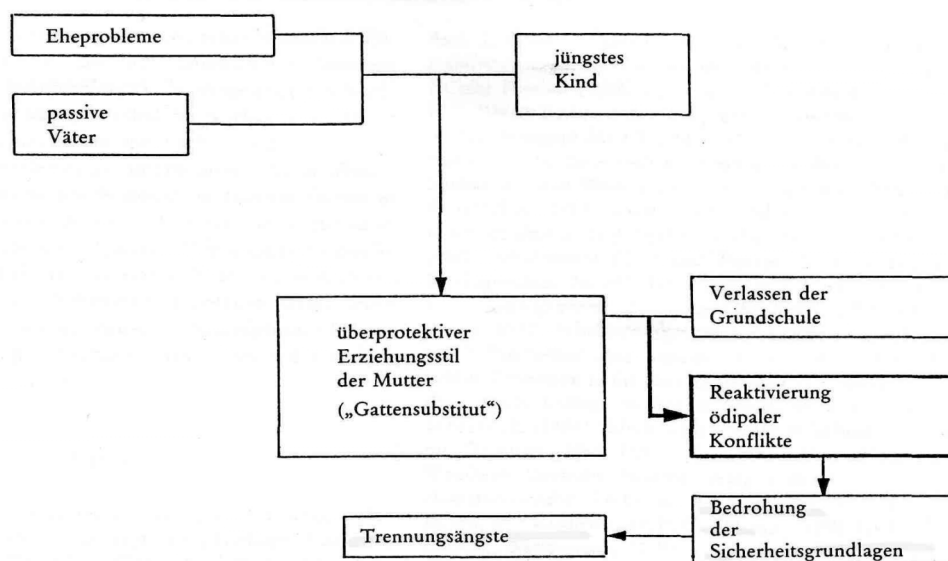 Eheprobleme
passive
Väter
jüngstes
Kind
überprotektiver
Erziehungsstil
der Mutter
(„Gattensubstitut“)
Verlassen der
Grundschule
Reaktivierung
ödipaler
Konflikte
Bedrohung
der
Sicherheitsgrundlagen
Trennungsängste